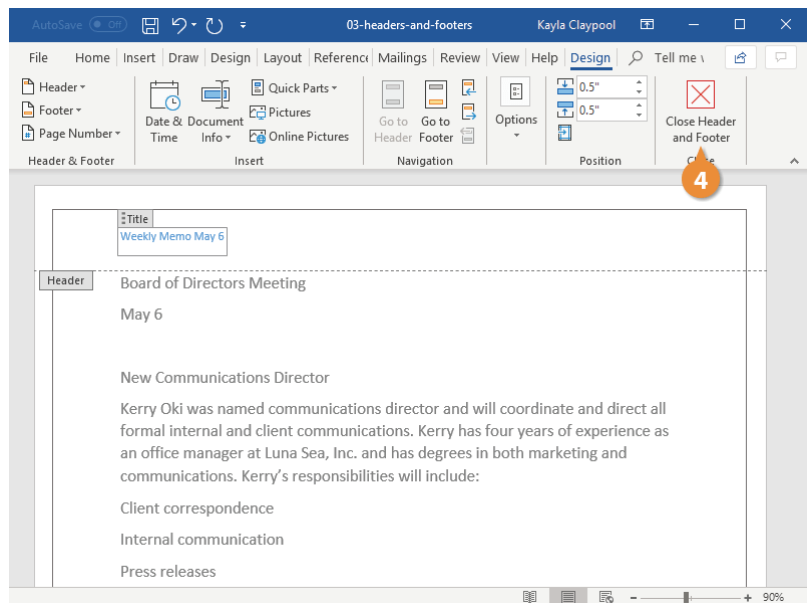 AutoSave Off 03-headers-and-footers Kayla Claypool
File Home Insert Draw Design Layout Referenc Mailings Review View Help Design Tell me
Header
Footer
Page Number
Header & Footer
Date & Time
Document Info
Quick Parts
Pictures
Online Pictures
Insert
Go to Header
Go to Footer
Navigation
Options
0.5"
0.5"
Position
Close Header and Footer
4
Title
Weekly Memo May 6
Header
Board of Directors Meeting
May 6
New Communications Director
Kerry Oki was named communications director and will coordinate and direct all
formal internal and client communications. Kerry has four years of experience as
an office manager at Luna Sea, Inc. and has degrees in both marketing and
communications. Kerry’s responsibilities will include:
Client correspondence
Internal communication
Press releases
90%